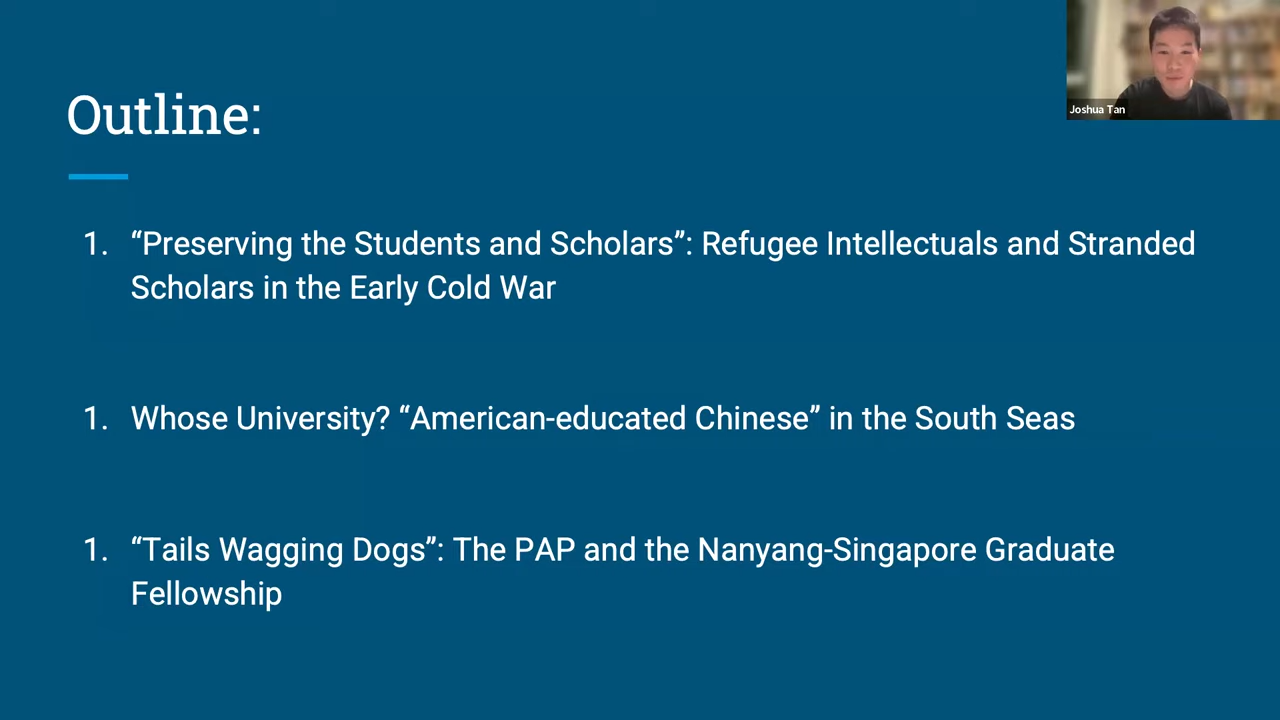 Joshua Tan
Outline:
1. “Preserving the Students and Scholars”: Refugee Intellectuals and Stranded
Scholars in the Early Cold War
1. Whose University? “American-educated Chinese” in the South Seas
1. “Tails Wagging Dogs”: The PAP and the Nanyang-Singapore Graduate
Fellowship